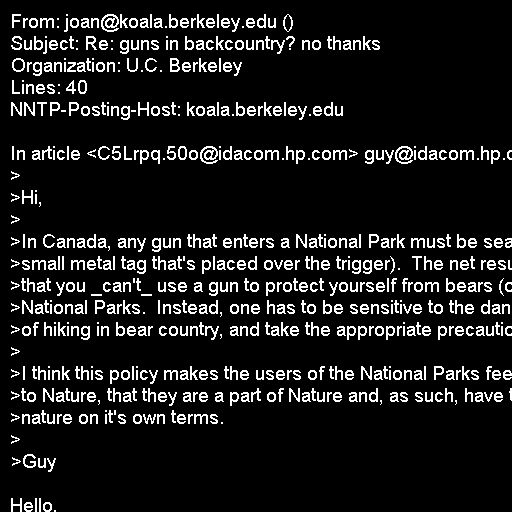 From: joan@koala.berkeley.edu ()
Subject: Re: guns in backcountry? no thanks
Organization: U.C. Berkeley
Lines: 40
NNTP-Posting-Host: koala.berkeley.edu

In article <C5Lrpq.50o@idacom.hp.com> guy@idacom.hp.c
>
>Hi,
>
>In Canada, any gun that enters a National Park must be sea
>small metal tag that's placed over the trigger).  The net resu
>that you _can't_ use a gun to protect yourself from bears (o
>National Parks.  Instead, one has to be sensitive to the dan
>of hiking in bear country, and take the appropriate precautio
>
>I think this policy makes the users of the National Parks fee
>to Nature, that they are a part of Nature and, as such, have t
>nature on it's own terms.
>
>Guy

Hello,